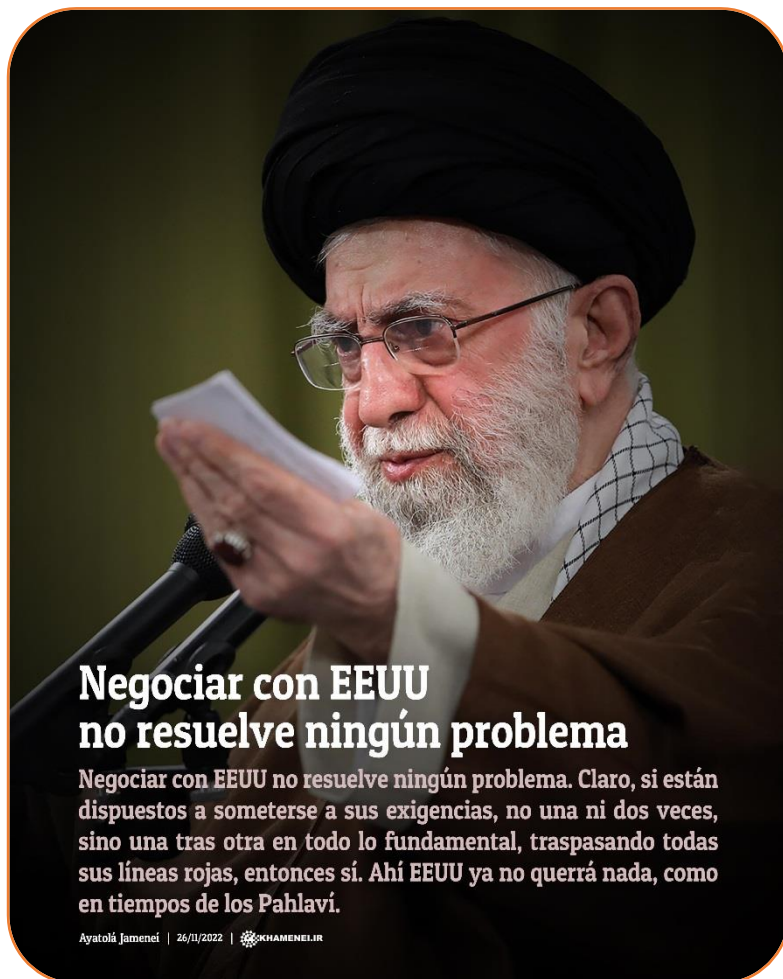 Negociar con EEUU
no resuelve ningún problema
Negociar con EEUU no resuelve ningún problema. Claro, si están
dispuestos a someterse a sus exigencias, no una ni dos veces,
sino una tras otra en todo lo fundamental, traspasando todas
sus líneas rojas, entonces sí. Ahí EEUU ya no querrá nada, como
en tiempos de los Pahlaví.
Ayatolá Jamenei | 26/11/2022 | KHAMENEI.IR